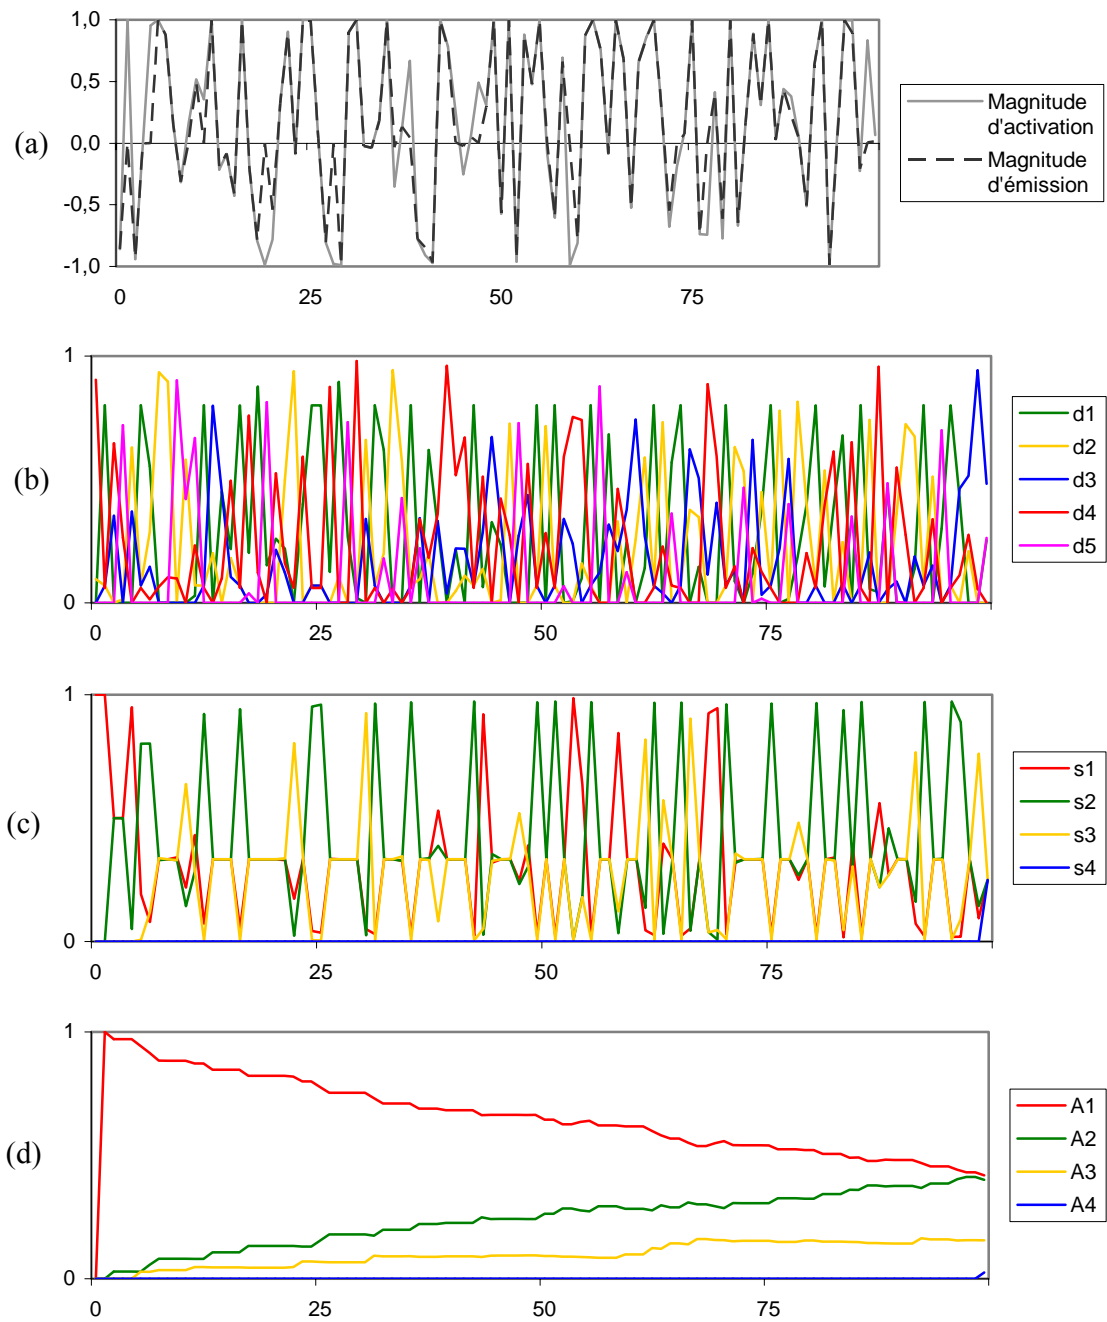 1,0
0,5
0,0
-0,5
-1,0
(a)
0 25 50 75
Magnitude
d'activation
Magnitude
d'émission
1
0
(b)
0 25 50 75
d1
d2
d3
d4
d5
1
0
(c)
0 25 50 75
s1
s2
s3
s4
1
0
(d)
0 25 50 75
A1
A2
A3
A4